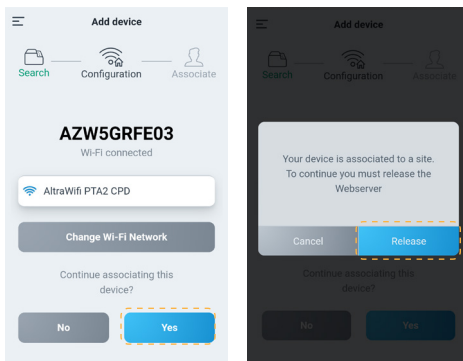 Add device
Search
Configuration
Associate
AZW5GRFE03
Wi-Fi connected
AltraWifi PTA2 CPD
Change Wi-Fi Network
Continue associating this
device?
No
Yes
Add device
Search
Configuration
Associate
Your device is associated to a site.
To continue you must release the
Webserver
Cancel
Release
Continue associating this
device?
No
Yes